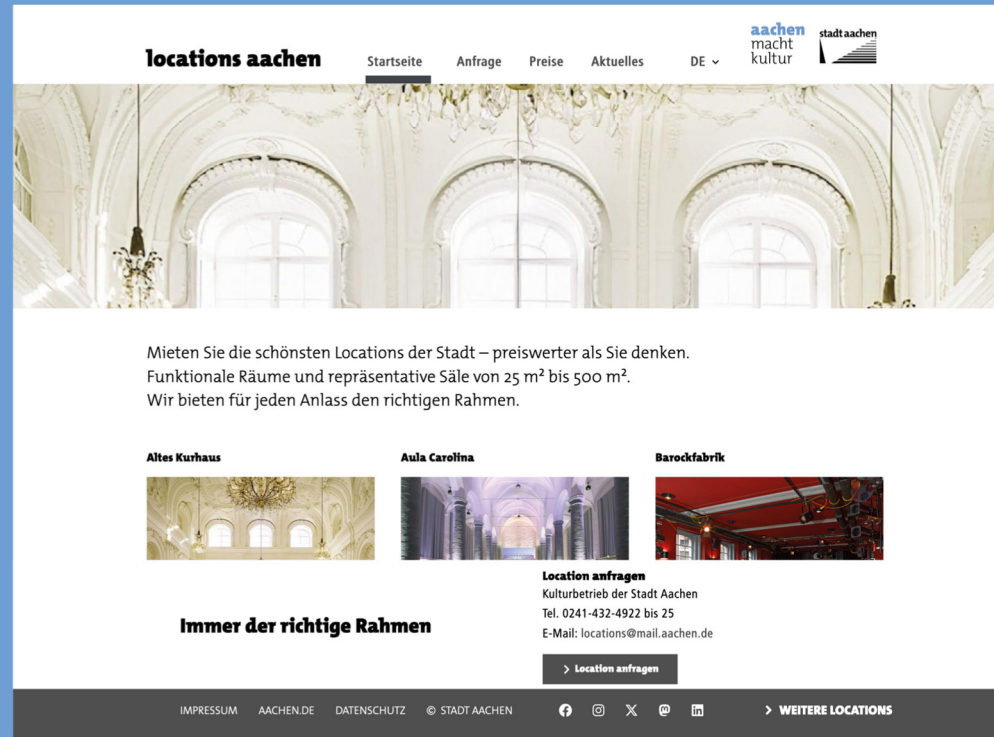 locations aachen
Startseite
Anfrage
Preise
Aktuelles
DE
aachen
macht
kultur
stadt aachen
Mieten Sie die schönsten Locations der Stadt – preiswerter als Sie denken.
Funktionale Räume und repräsentative Säle von 25 m² bis 500 m².
Wir bieten für jeden Anlass den richtigen Rahmen.
Altes Kurhaus
Aula Carolina
Barockfabrik
Immer der richtige Rahmen
Location anfragen
Kulturbetrieb der Stadt Aachen
Tel. 0241-432-4922 bis 25
E-Mail: locations@mail.aachen.de
> Location anfragen
IMPRESSUM AACHEN.DE DATENSCHUTZ © STADT AACHEN
> WEITERE LOCATIONS